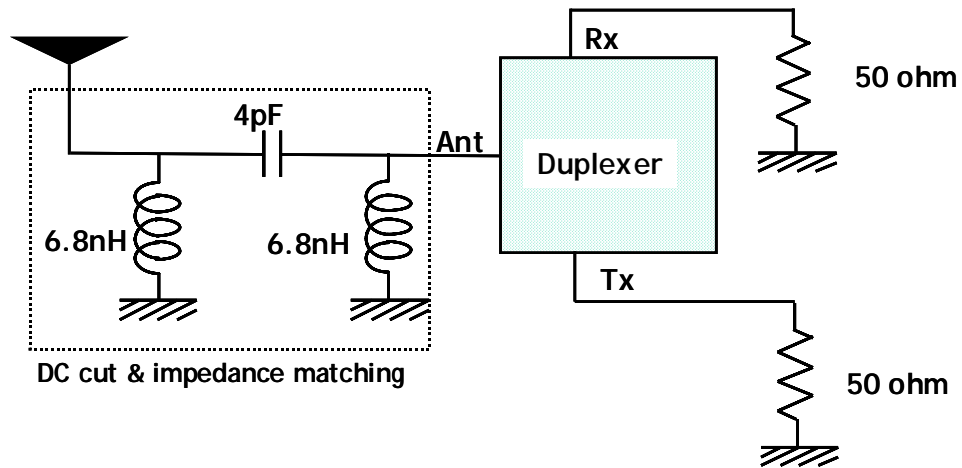 Rx
50 ohm
4pF
Ant
Duplexer
6.8nH
6.8nH
Tx
DC cut & impedance matching
50 ohm